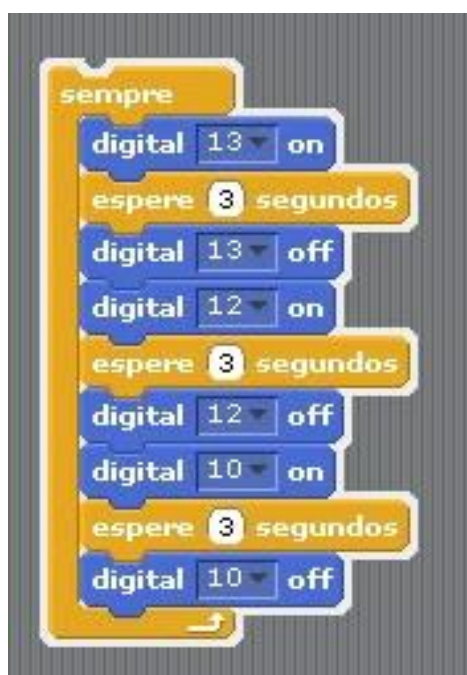 sempre
digital 13 on
espere 3 segundos
digital 13 off
digital 12 on
espere 3 segundos
digital 12 off
digital 10 on
espere 3 segundos
digital 10 off